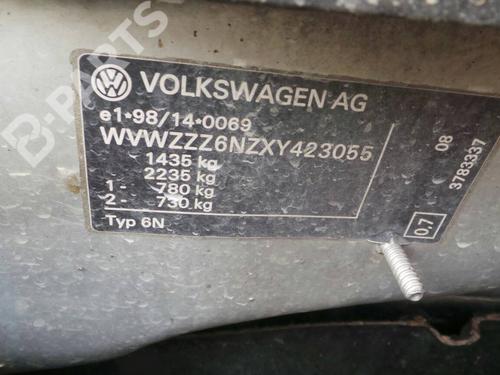 B-PARTS
VOLKSWAGEN AG
e1*98/14*0069
WVWZZZ6NZXY423055
1435 kg
2235 kg
1 - 780 kg
2 - 730 kg
Typ 6N
08
3783337
0,7